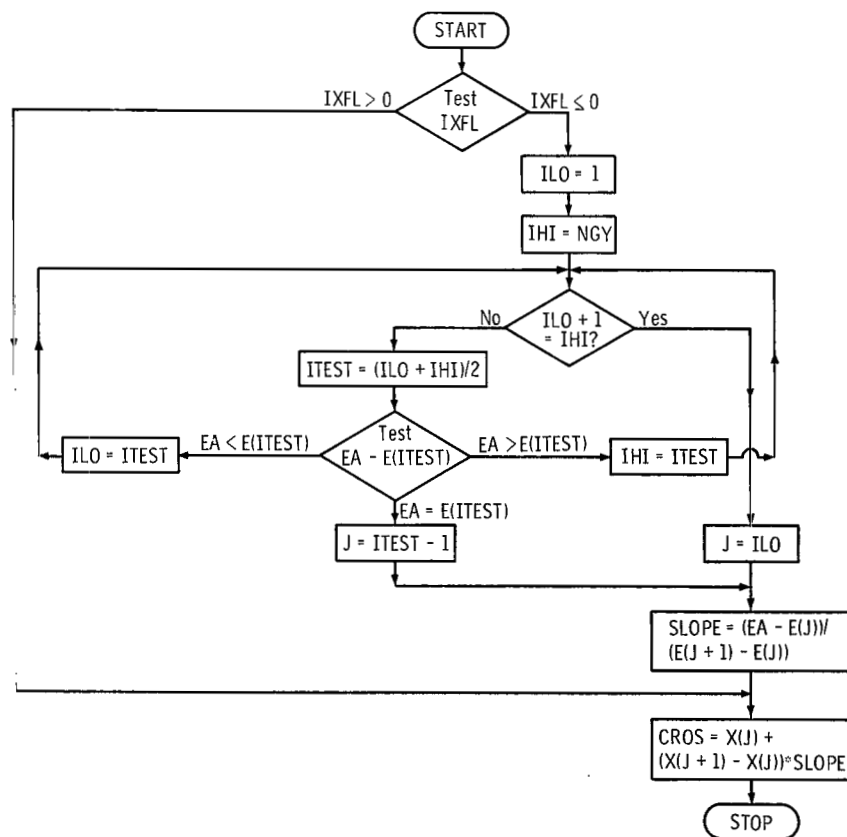 START
IXFL > 0
Test
IXFL
IXFL ≤ 0
ILO = 1
IHI = NGY
No
ILO + 1
= IHI?
Yes
ITEST = (ILO + IHI)/2
ILO = ITEST
EA < E(ITEST)
Test
EA - E(ITEST)
EA > E(ITEST)
IHI = ITEST
EA = E(ITEST)
J = ITEST - 1
J = ILO
SLOPE = (EA - E(J))/
(E(J + 1) - E(J))
CROS = X(J) +
(X(J + 1) - X(J))*SLOPE
STOP